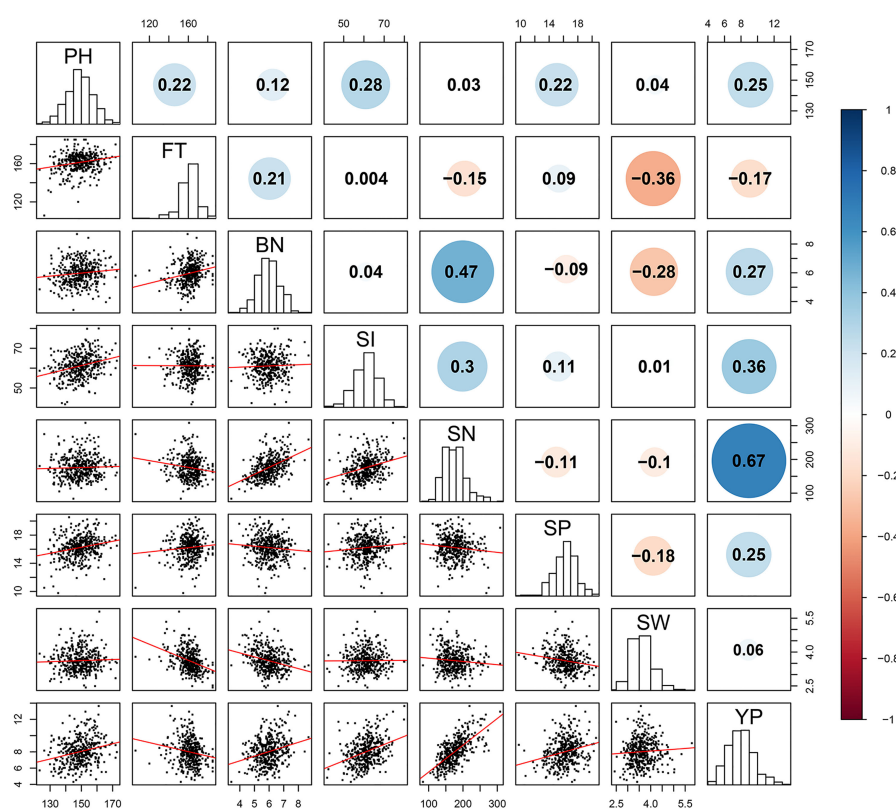 120 160 50 70 10 14 18 4 6 8 12
PH 0.22 0.12 0.28 0.03 0.22 0.04 0.25 130 150 170
120 160 FT 0.21 0.004 −0.15 0.09 −0.36 −0.17
BN 0.04 0.47 −0.09 −0.28 0.27 4 6 8
50 70 SI 0.3 0.11 0.01 0.36
SN −0.11 −0.1 0.67 100 200 300
10 14 18 SP −0.18 0.25
SW 0.06 2.5 4.0 5.5
4 6 8 12 YP
130 150 170 4 5 6 7 8 100 200 300 2.5 4.0 5.5
1
0.8
0.6
0.4
0.2
0
−0.2
−0.4
−0.6
−0.8
−1